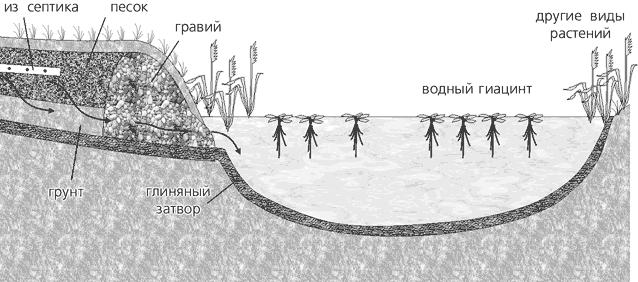 из септика
песок
гравий
другие виды
растений
водный гиацинт
грунт
глиняный
затвор